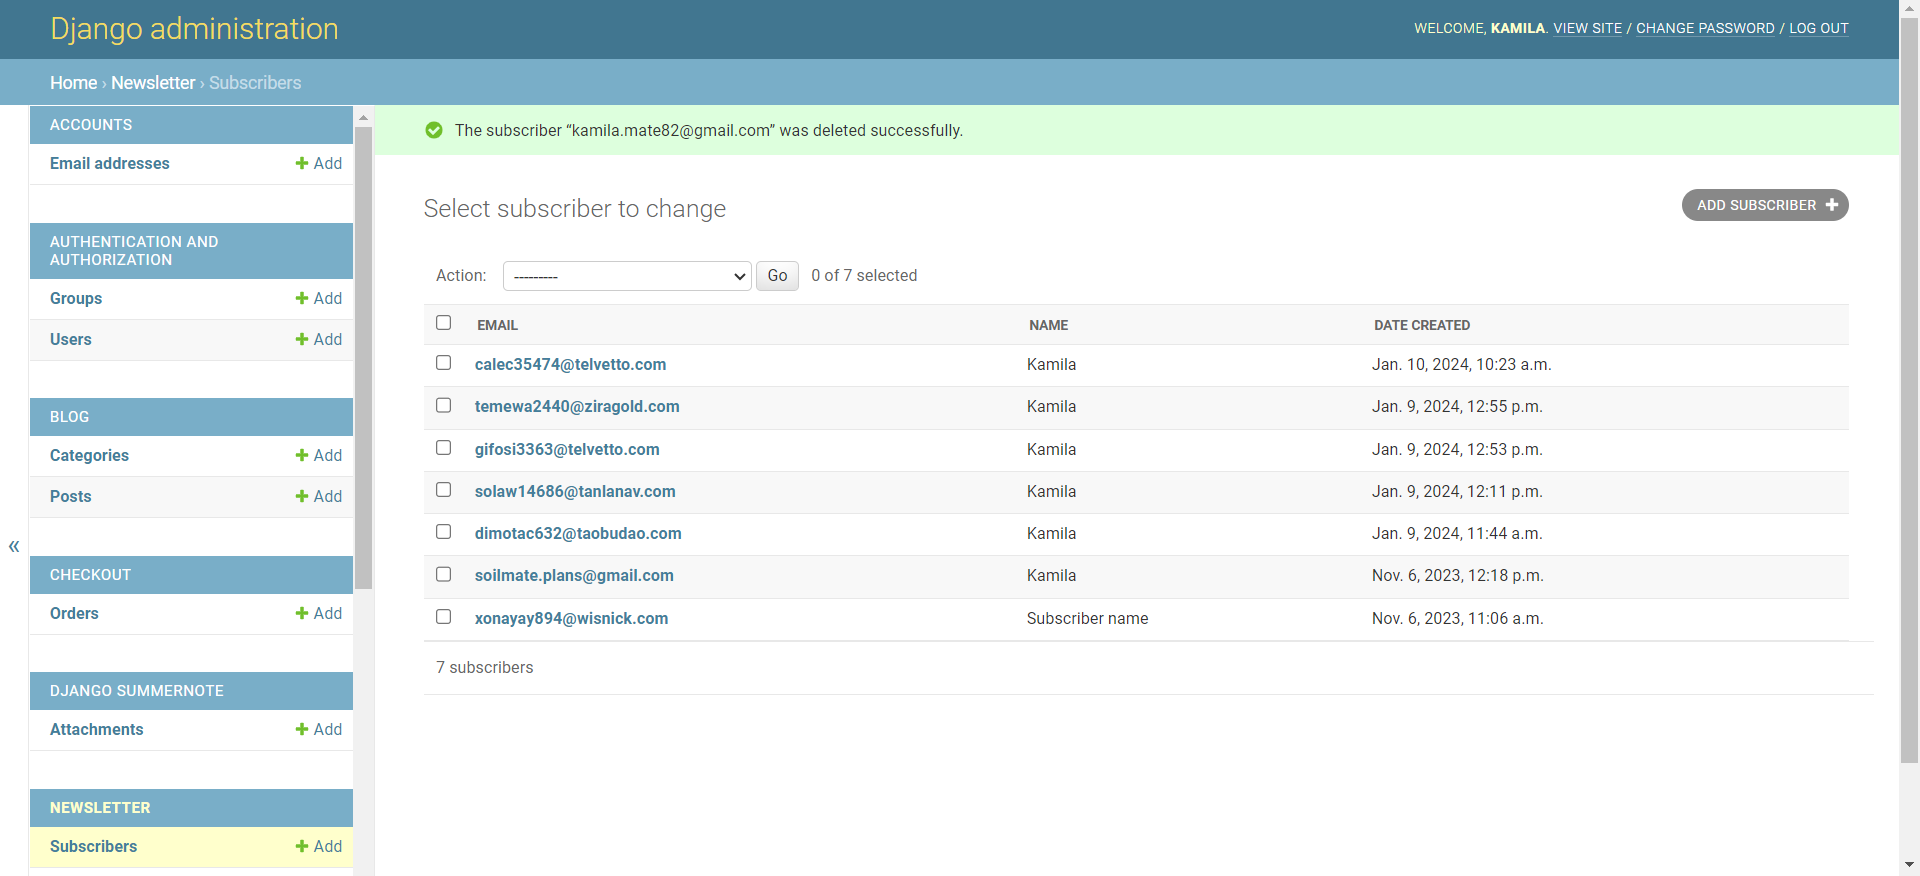 Django administration
WELCOME, KAMILA. VIEW SITE / CHANGE PASSWORD / LOG OUT
Home › Newsletter › Subscribers
ACCOUNTS
Email addresses Add
AUTHENTICATION AND
AUTHORIZATION
Groups Add
Users Add
BLOG
Categories Add
Posts Add
CHECKOUT
Orders Add
DJANGO SUMMERNOTE
Attachments Add
NEWSLETTER
Subscribers Add
«
The subscriber “kamila.mate82@gmail.com” was deleted successfully.
Select subscriber to change
ADD SUBSCRIBER
Action: --------- Go 0 of 7 selected
EMAIL NAME DATE CREATED
calec35474@telvetto.com Kamila Jan. 10, 2024, 10:23 a.m.
temewa2440@ziragold.com Kamila Jan. 9, 2024, 12:55 p.m.
gifosi3363@telvetto.com Kamila Jan. 9, 2024, 12:53 p.m.
solaw14686@tanlanav.com Kamila Jan. 9, 2024, 12:11 p.m.
dimotac632@taobudao.com Kamila Jan. 9, 2024, 11:44 a.m.
soilmate.plans@gmail.com Kamila Nov. 6, 2023, 12:18 p.m.
xonayay894@wisnick.com Subscriber name Nov. 6, 2023, 11:06 a.m.
7 subscribers